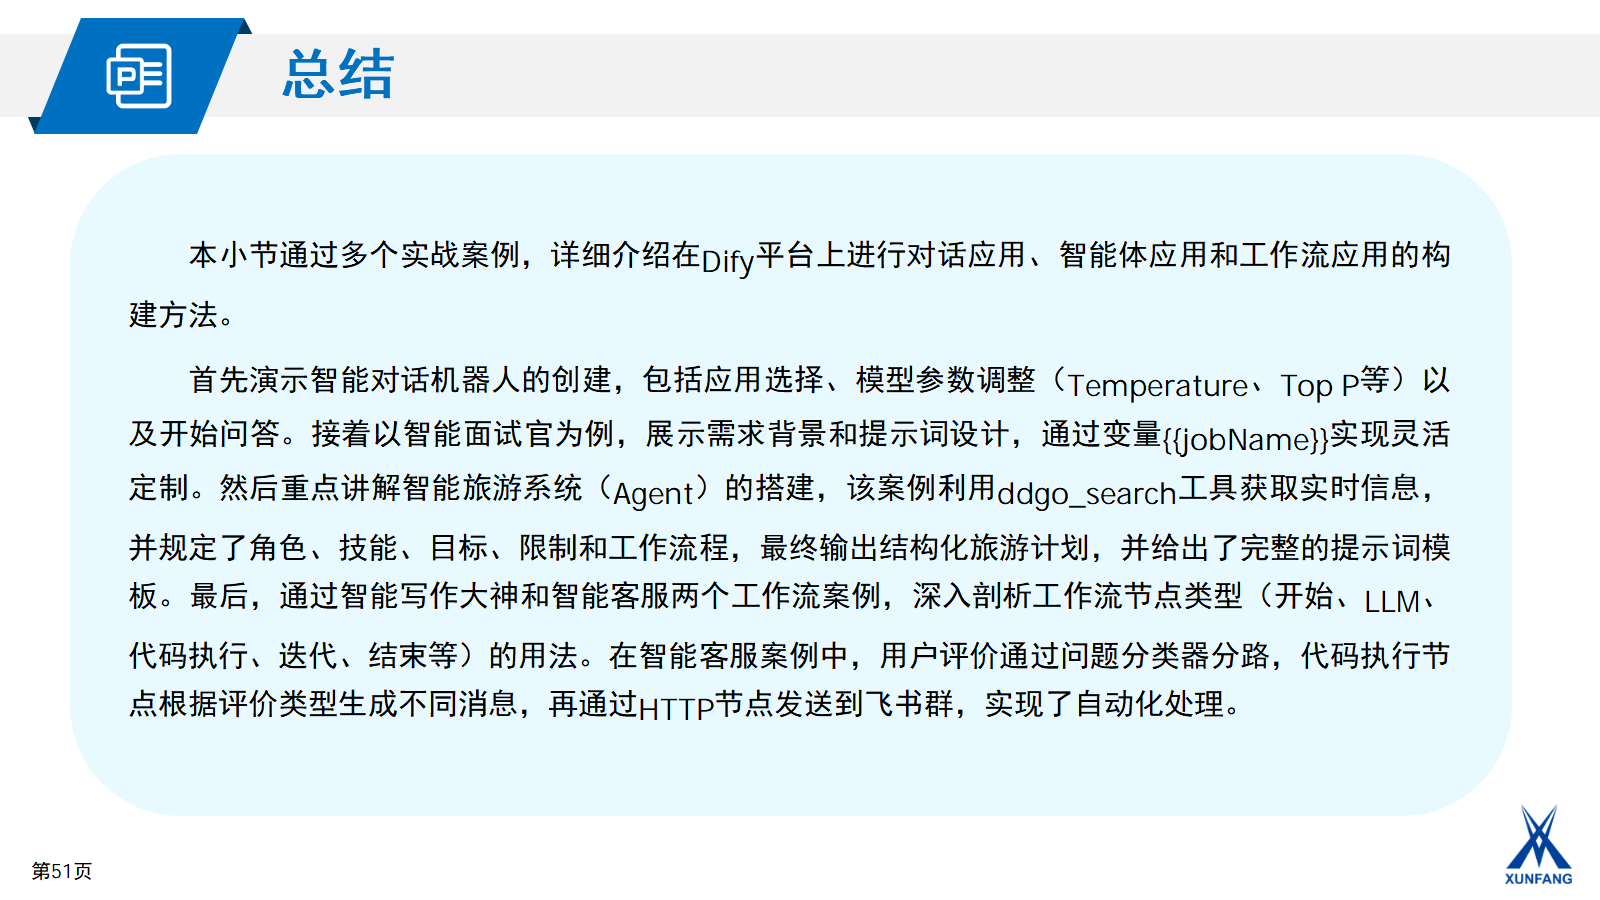 总结
本小节通过多个实战案例，详细介绍在Dify平台上进行对话应用、智能体应用和工作流应用的构
建方法。
首先演示智能对话机器人的创建，包括应用选择、模型参数调整（Temperature、Top P等）以
及开始问答。接着以智能面试官为例，展示需求背景和提示词设计，通过变量{{jobName}}实现灵活
定制。然后重点讲解智能旅游系统（Agent）的搭建，该案例利用ddgo_search工具获取实时信息，
并规定了角色、技能、目标、限制和工作流程，最终输出结构化旅游计划，并给出了完整的提示词模
板。最后，通过智能写作大神和智能客服两个工作流案例，深入剖析工作流节点类型（开始、LLM、
代码执行、迭代、结束等）的用法。在智能客服案例中，用户评价通过问题分类器分路，代码执行节
点根据评价类型生成不同消息，再通过HTTP节点发送到飞书群，实现了自动化处理。
第51页
XUNFANG